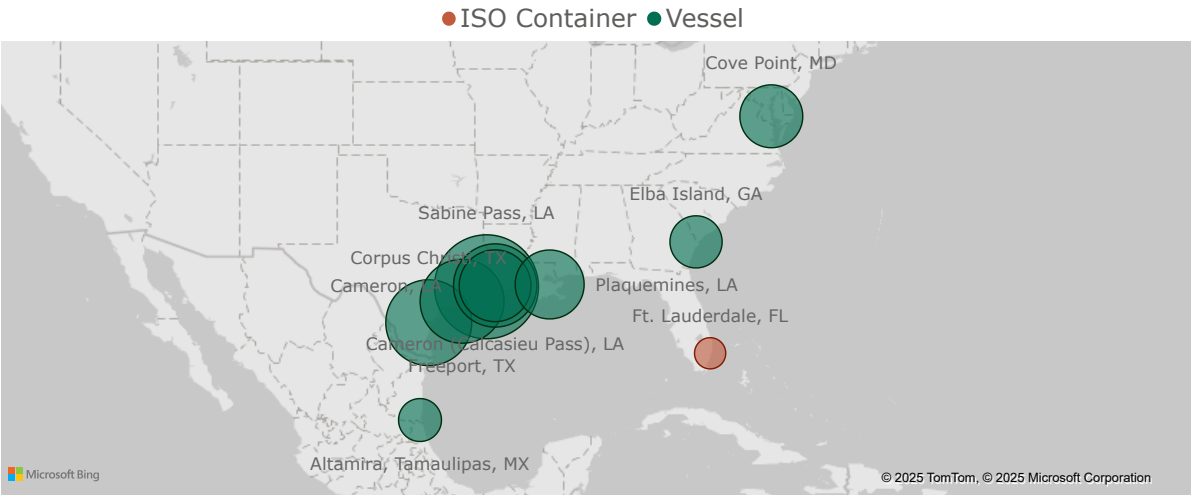 ISO Container Vessel
Cove Point, MD
Elba Island, GA
Sabine Pass, LA
Corpus Christi, TX
Cameron, LA
Plaquemines, LA
Ft. Lauderdale, FL
Cameron (Calcasieu Pass), LA
Freeport, TX
Altamira, Tamaulipas, MX
Microsoft Bing
© 2025 TomTom, © 2025 Microsoft Corporation